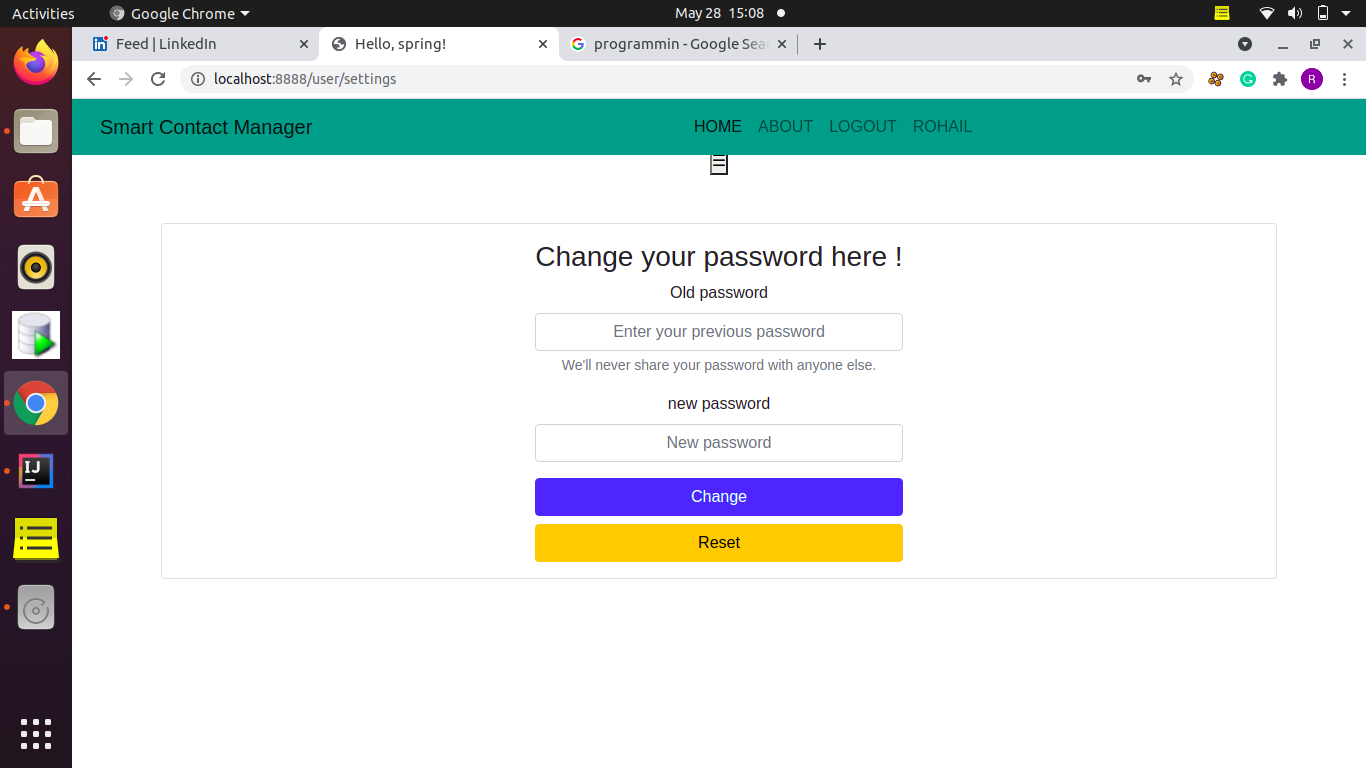 Activities Google Chrome May 28 15:08
Feed | LinkedIn Hello, spring! programmin - Google Sea
localhost:8888/user/settings R
Smart Contact Manager HOME ABOUT LOGOUT ROHAIL
Change your password here !
Old password
Enter your previous password
We'll never share your password with anyone else.
new password
New password
Change
Reset
IJ